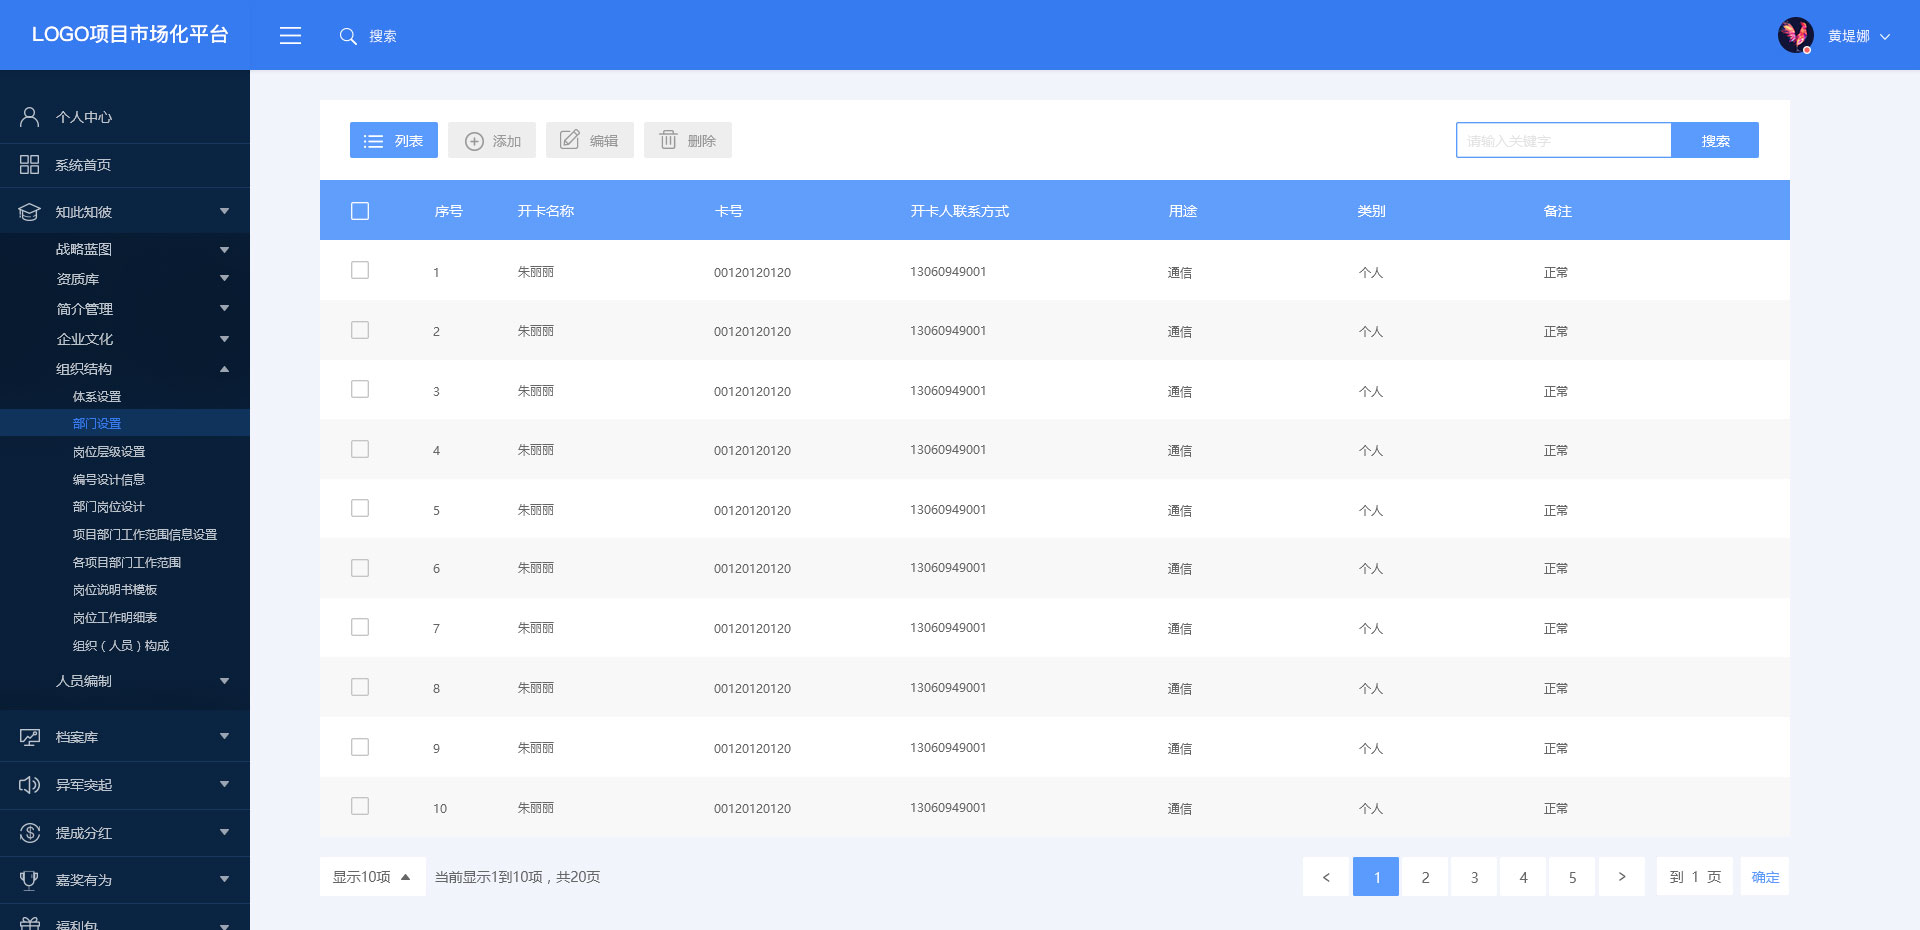 LOGO项目市场化平台
搜索
黄堤娜
个人中心
系统首页
知此知彼
战略蓝图
资质库
简介管理
企业文化
组织结构
体系设置
部门设置
岗位层级设置
编号设计信息
部门岗位设计
项目部门工作范围信息设置
各项目部门工作范围
岗位说明书模板
岗位工作明细表
组织（人员）构成
人员编制
档案库
异军突起
提成分红
嘉奖有为
福利包
列表 添加 编辑 删除
请输入关键字 搜索
序号 开卡名称 卡号 开卡人联系方式 用途 类别 备注
1 朱丽丽 00120120120 13060949001 通信 个人 正常
2 朱丽丽 00120120120 13060949001 通信 个人 正常
3 朱丽丽 00120120120 13060949001 通信 个人 正常
4 朱丽丽 00120120120 13060949001 通信 个人 正常
5 朱丽丽 00120120120 13060949001 通信 个人 正常
6 朱丽丽 00120120120 13060949001 通信 个人 正常
7 朱丽丽 00120120120 13060949001 通信 个人 正常
8 朱丽丽 00120120120 13060949001 通信 个人 正常
9 朱丽丽 00120120120 13060949001 通信 个人 正常
10 朱丽丽 00120120120 13060949001 通信 个人 正常
显示10项 当前显示1到10项，共20页 < 1 2 3 4 5 > 到 1 页 确定